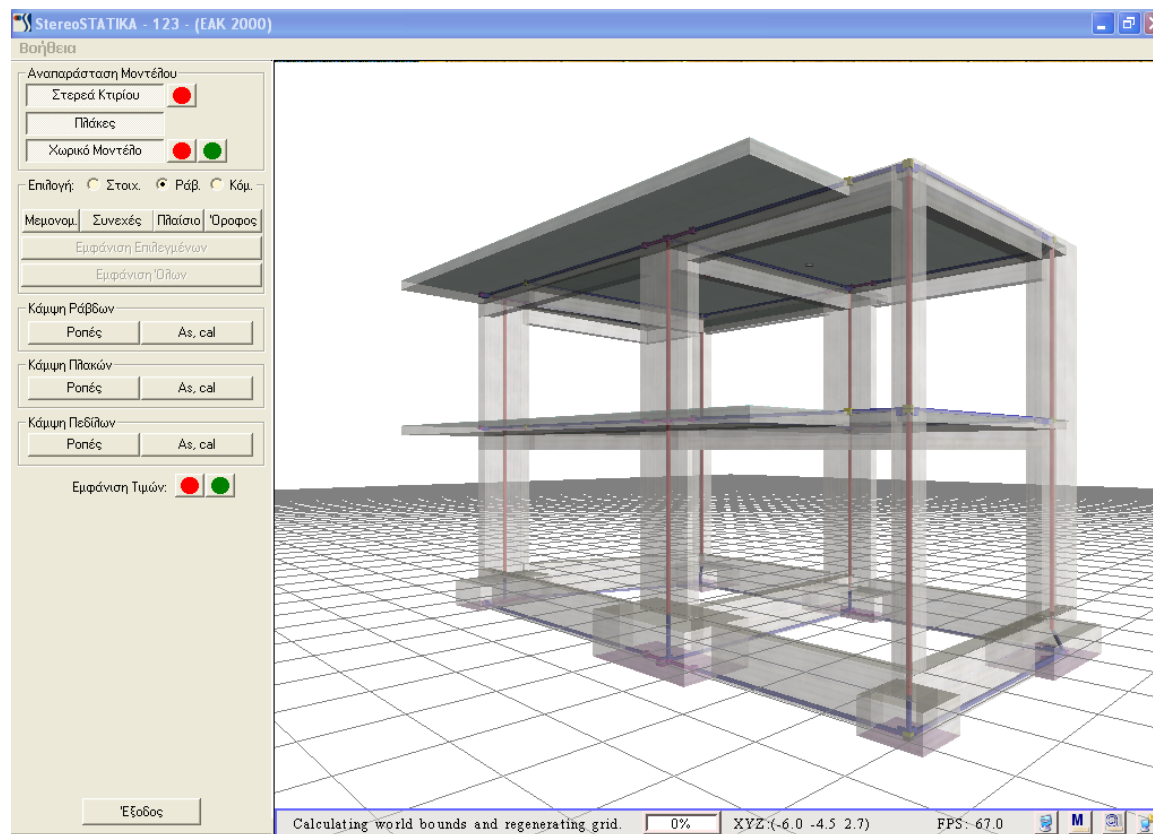 StereoSTATIKA - 123 - (EAK 2000)
Βοήθεια
Αναπαράσταση Μοντέλου
Στερεά Κτιρίου
Πλάκες
Χωρικό Μοντέλο
Επιλογή: Στοιχ. Ράβ. Κόμ.
Μεμονομ. Συνεχές Πλαίσιο Όροφος
Εμφάνιση Επιλεγμένων
Εμφάνιση Όλων
Κάμψη Ράβδων
Ροπές As, cal
Κάμψη Πλακών
Ροπές As, cal
Κάμψη Πεδίλων
Ροπές As, cal
Εμφάνιση Τιμών:
Έξοδος
Calculating world bounds and regenerating grid. 0% XYZ:(-6.0 -4.5 2.7) FPS: 67.0 M